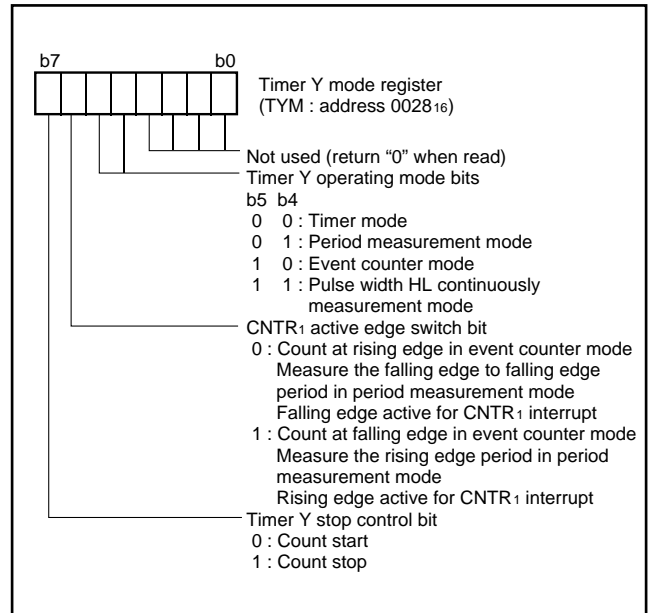 b7 b0
Timer Y mode register
(TYM : address 002816)
Not used (return “0” when read)
Timer Y operating mode bits
b5 b4
0 0 : Timer mode
0 1 : Period measurement mode
1 0 : Event counter mode
1 1 : Pulse width HL continuously
measurement mode
CNTR1 active edge switch bit
0 : Count at rising edge in event counter mode
Measure the falling edge to falling edge
period in period measurement mode
Falling edge active for CNTR1 interrupt
1 : Count at falling edge in event counter mode
Measure the rising edge period in period
measurement mode
Rising edge active for CNTR1 interrupt
Timer Y stop control bit
0 : Count start
1 : Count stop